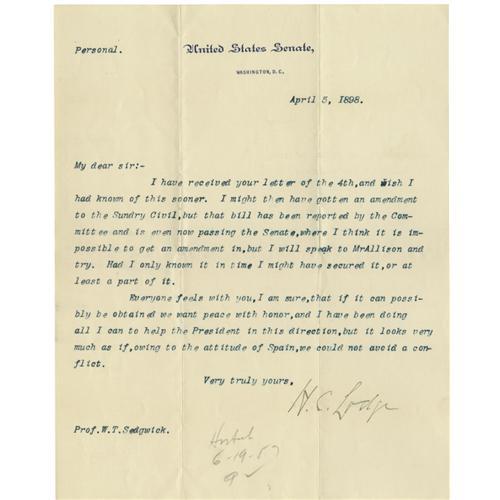 Personal.
United States Senate,
WASHINGTON, D.C.,
April 5, 1898.
My dear sir:-
I have received your letter of the 4th,and wish I
had known of this sooner. I might then have gotten an amendment
to the Sundry Civil,but that bill has been reported by the Com-
mittee and is even now passing the Senate,where I think it is im-
possible to get an amendment in,but I will speak to MrAllison and
try. Had I only known it in time I might have secured it,or at
least a part of it.
Everyone feels with you,I am sure,that if it can possi-
bly be obtained we want peace with honor,and I have been doing
all I can to help the President in this direction,but it looks very
much as if,owing to the attitude of Spain,we could not avoid a con-
flict.
Very truly yours,
H. C. Lodge
Prof.W.T.Sedgwick.
6-19-57